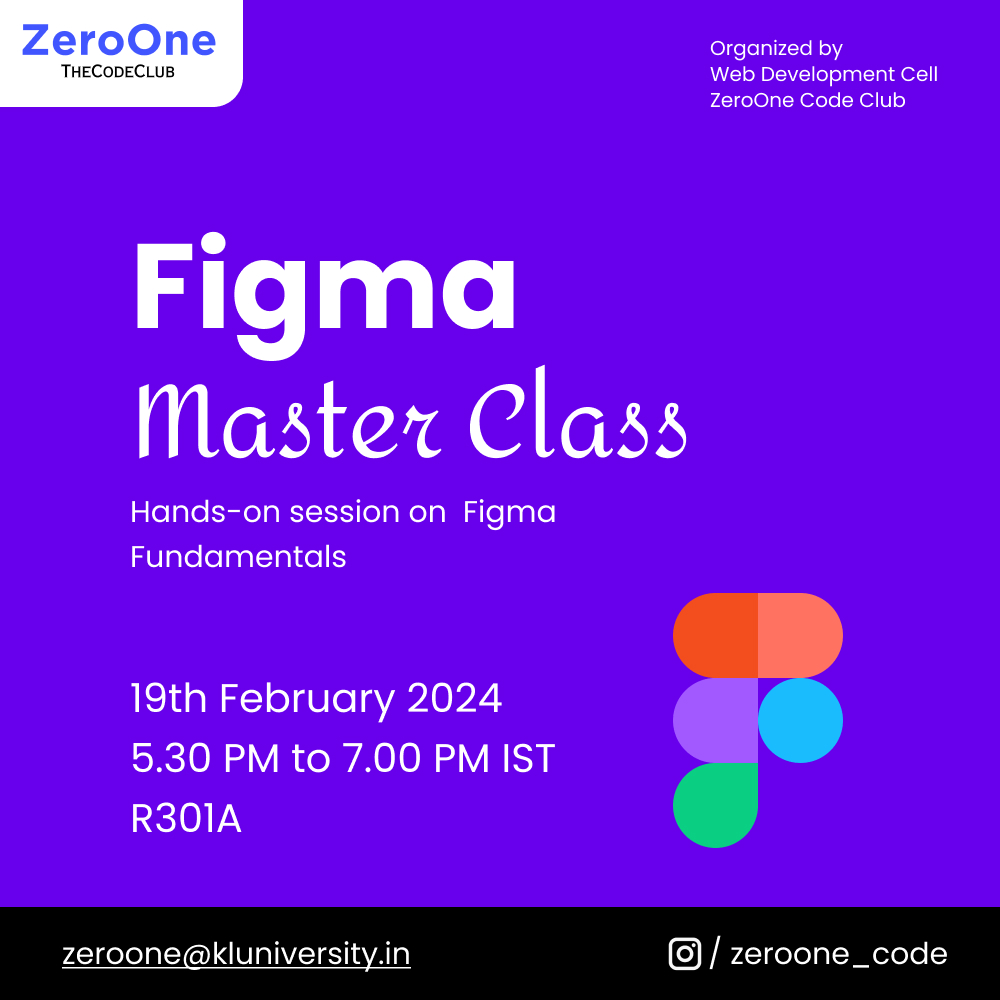 ZeroOne
THECODECLUB
Organized by
Web Development Cell
ZeroOne Code Club
Figma
Master Class
Hands-on session on Figma
Fundamentals
19th February 2024
5.30 PM to 7.00 PM IST
R301A
zeroone@kluniversity.in
/ zeroone_code